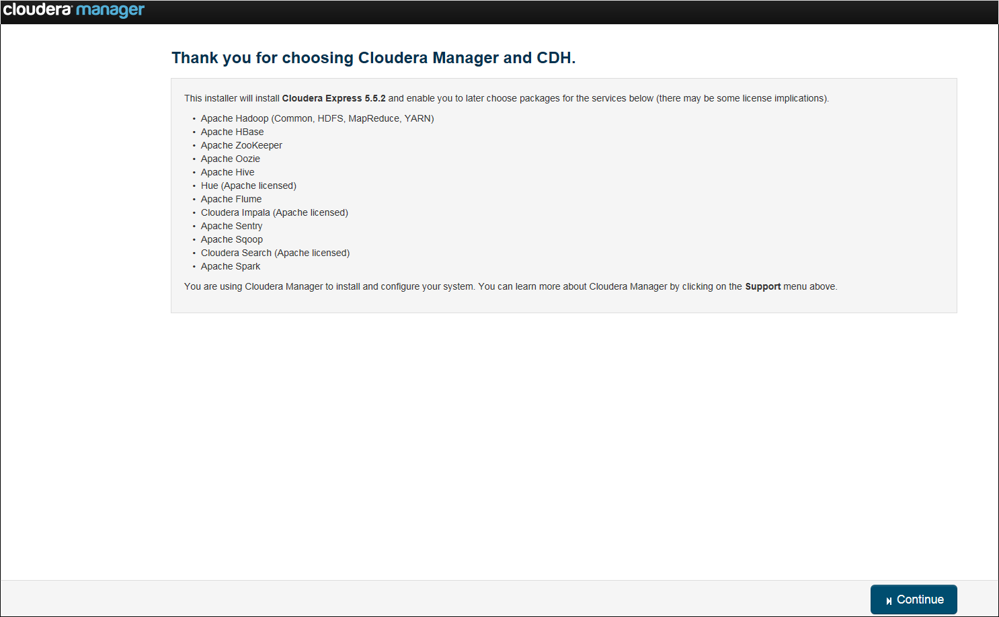 cloudera manager
Thank you for choosing Cloudera Manager and CDH.
This installer will install Cloudera Express 5.5.2 and enable you to later choose packages for the services below (there may be some license implications).
• Apache Hadoop (Common, HDFS, MapReduce, YARN)
• Apache HBase
• Apache ZooKeeper
• Apache Oozie
• Apache Hive
• Hue (Apache licensed)
• Apache Flume
• Cloudera Impala (Apache licensed)
• Apache Sentry
• Apache Sqoop
• Cloudera Search (Apache licensed)
• Apache Spark
You are using Cloudera Manager to install and configure your system. You can learn more about Cloudera Manager by clicking on the Support menu above.
Continue